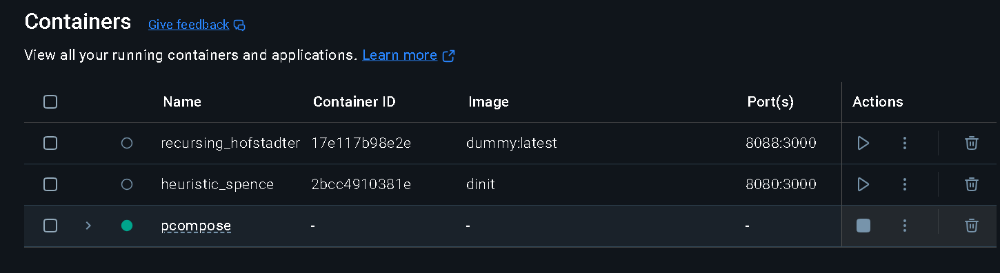 Containers Give feedback
View all your running containers and applications. Learn more
Name Container ID Image Port(s) Actions
recursing_hofstadter 17e117b98e2e dummy:latest 8088:3000
heuristic_spence 2bcc4910381e dinit 8080:3000
pcompose - - -